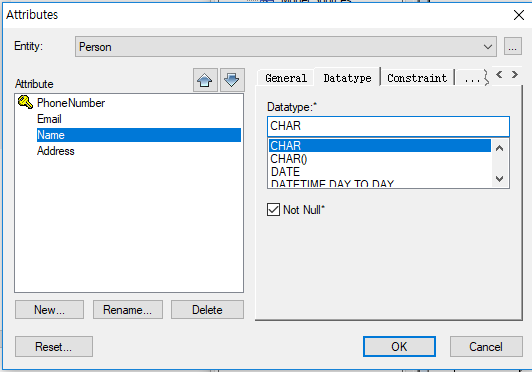 Attributes
Entity:
Person
...
Attribute
PhoneNumber
Email
Name
Address
New...
Rename...
Delete
Reset...
General
Datatype
Constraint
...
Datatype:*
CHAR
CHAR
CHAR()
DATE
DATETIME DAY TO DAY
Not Null*
OK
Cancel